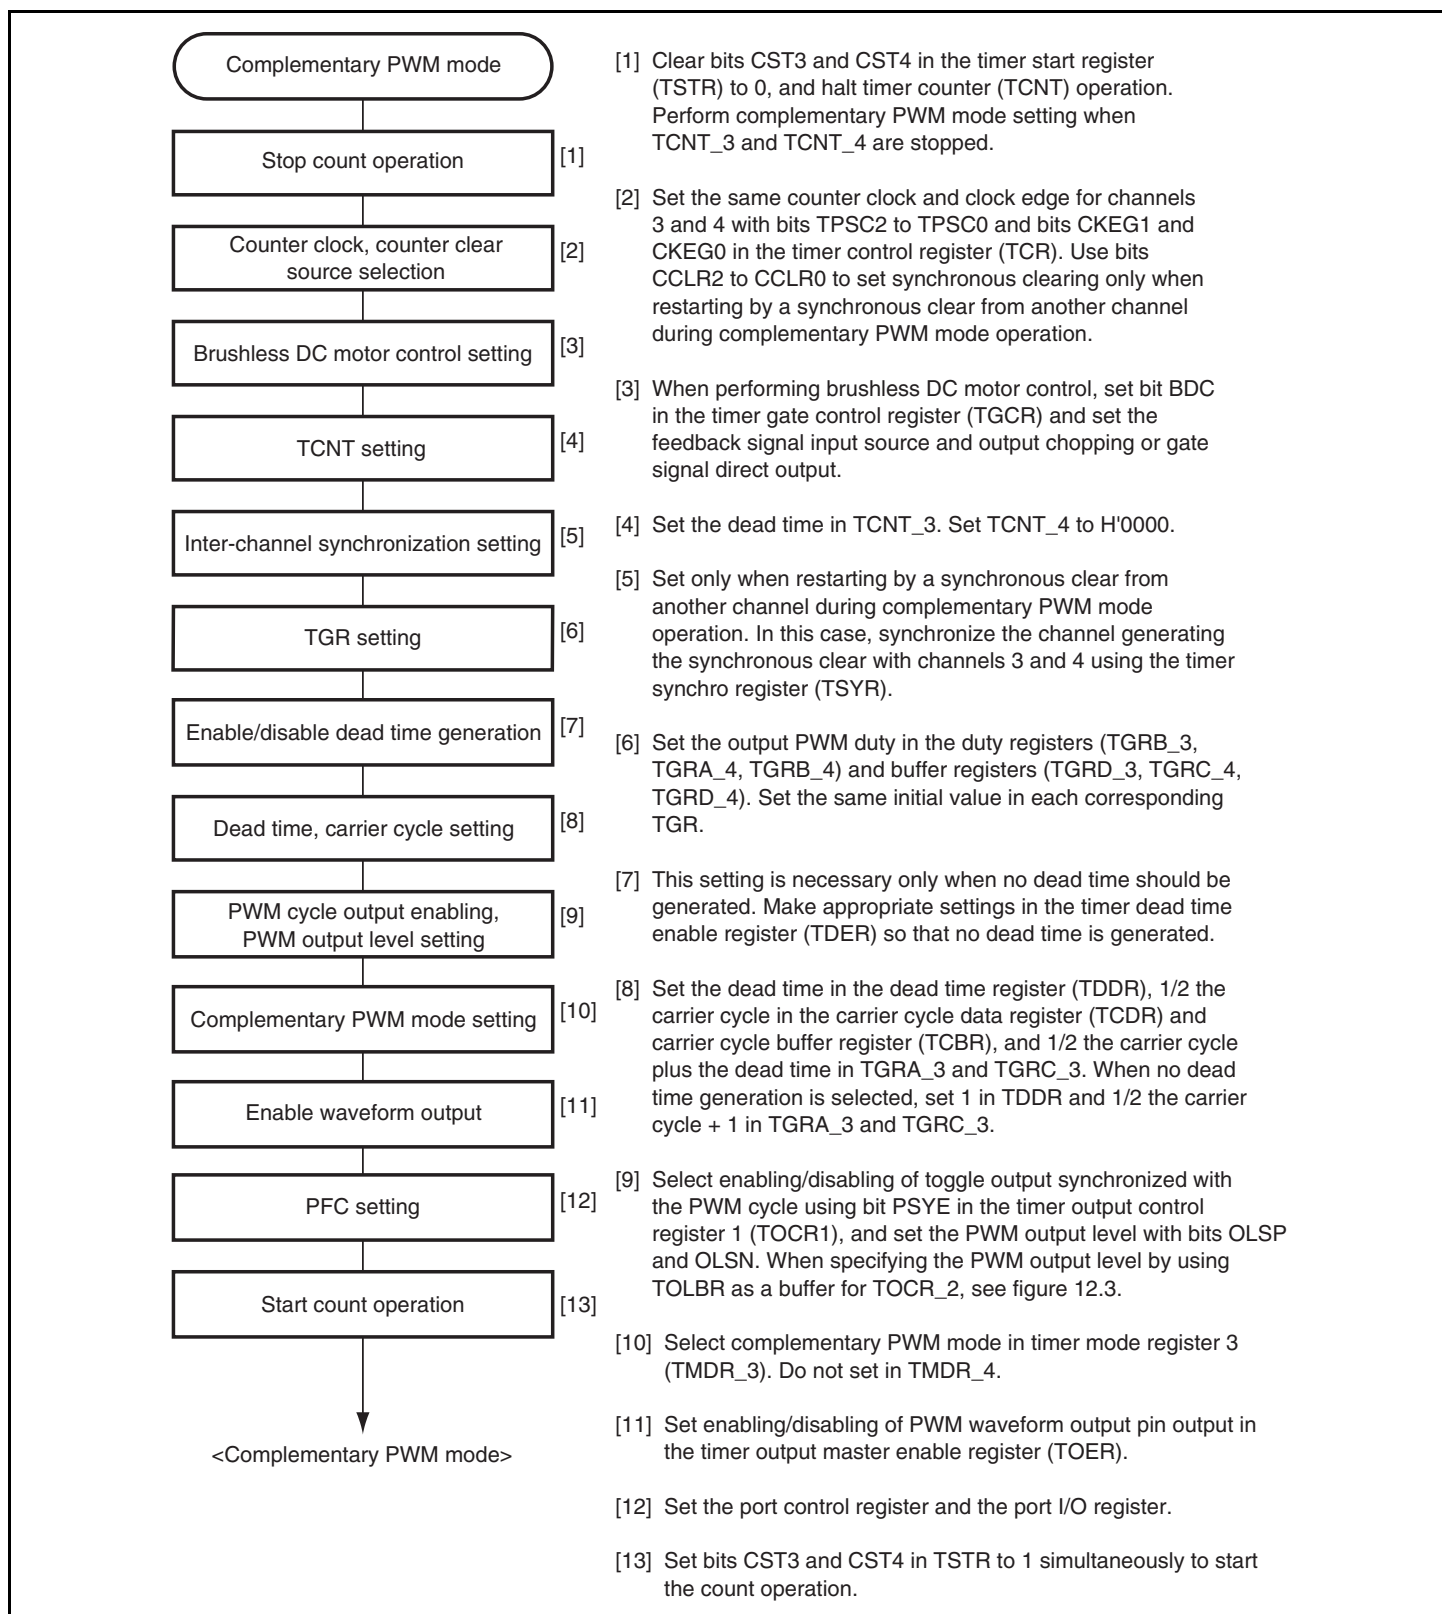 Complementary PWM mode
Stop count operation
[1]
Counter clock, counter clear
source selection
[2]
Brushless DC motor control setting
[3]
TCNT setting
[4]
Inter-channel synchronization setting
[5]
TGR setting
[6]
Enable/disable dead time generation
[7]
Dead time, carrier cycle setting
[8]
PWM cycle output enabling,
PWM output level setting
[9]
Complementary PWM mode setting
[10]
Enable waveform output
[11]
PFC setting
[12]
Start count operation
[13]
<Complementary PWM mode>
[1] Clear bits CST3 and CST4 in the timer start register
(TSTR) to 0, and halt timer counter (TCNT) operation.
Perform complementary PWM mode setting when
TCNT_3 and TCNT_4 are stopped.
[2] Set the same counter clock and clock edge for channels
3 and 4 with bits TPSC2 to TPSC0 and bits CKEG1 and
CKEG0 in the timer control register (TCR). Use bits
CCLR2 to CCLR0 to set synchronous clearing only when
restarting by a synchronous clear from another channel
during complementary PWM mode operation.
[3] When performing brushless DC motor control, set bit BDC
in the timer gate control register (TGCR) and set the
feedback signal input source and output chopping or gate
signal direct output.
[4] Set the dead time in TCNT_3. Set TCNT_4 to H'0000.
[5] Set only when restarting by a synchronous clear from
another channel during complementary PWM mode
operation. In this case, synchronize the channel generating
the synchronous clear with channels 3 and 4 using the timer
synchro register (TSYR).
[6] Set the output PWM duty in the duty registers (TGRB_3,
TGRA_4, TGRB_4) and buffer registers (TGRD_3, TGRC_4,
TGRD_4). Set the same initial value in each corresponding
TGR.
[7] This setting is necessary only when no dead time should be
generated. Make appropriate settings in the timer dead time
enable register (TDER) so that no dead time is generated.
[8] Set the dead time in the dead time register (TDDR), 1/2 the
carrier cycle in the carrier cycle data register (TCDR) and
carrier cycle buffer register (TCBR), and 1/2 the carrier cycle
plus the dead time in TGRA_3 and TGRC_3. When no dead
time generation is selected, set 1 in TDDR and 1/2 the carrier
cycle + 1 in TGRA_3 and TGRC_3.
[9] Select enabling/disabling of toggle output synchronized with
the PWM cycle using bit PSYE in the timer output control
register 1 (TOCR1), and set the PWM output level with bits OLSP
and OLSN. When specifying the PWM output level by using
TOLBR as a buffer for TOCR_2, see figure 12.3.
[10] Select complementary PWM mode in timer mode register 3
(TMDR_3). Do not set in TMDR_4.
[11] Set enabling/disabling of PWM waveform output pin output in
the timer output master enable register (TOER).
[12] Set the port control register and the port I/O register.
[13] Set bits CST3 and CST4 in TSTR to 1 simultaneously to start
the count operation.